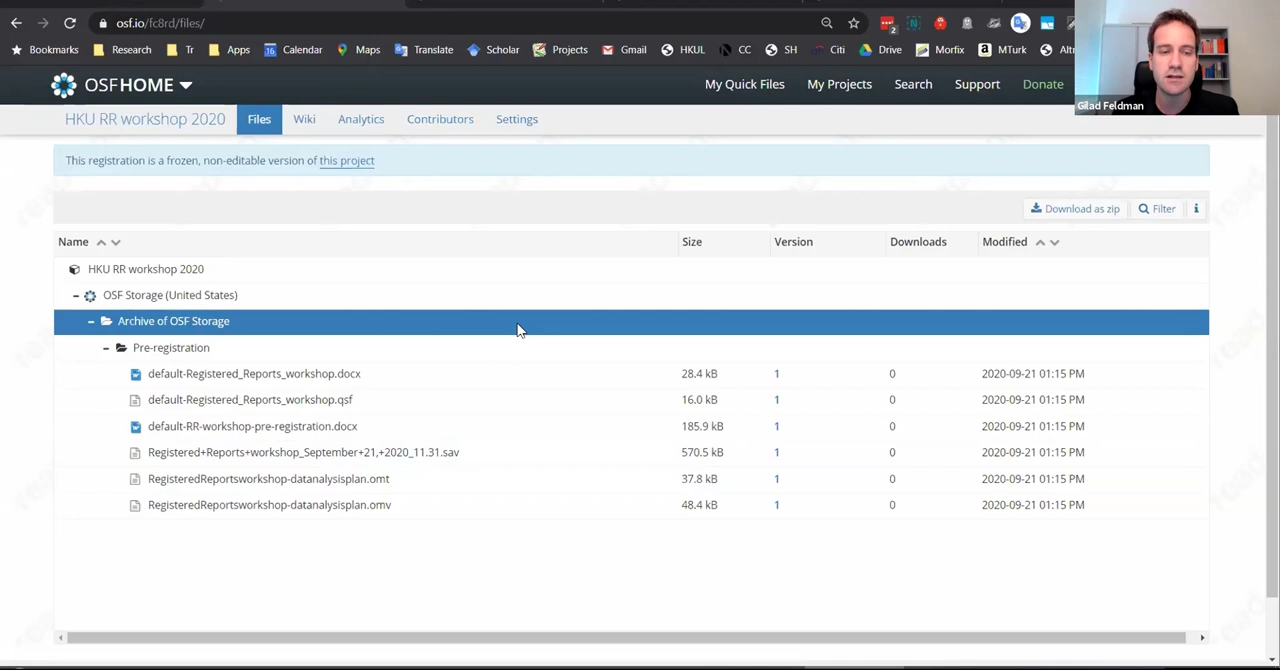 osf.io/fc8rd/files/
2
Bookmarks Research Tr Apps Calendar Maps Translate Scholar Projects Gmail HKUL CC SH Citi Drive Morfix MTurk
OSFHOME My Quick Files My Projects Search Support Donate
Gilad Feldman
HKU RR workshop 2020 Files Wiki Analytics Contributors Settings
This registration is a frozen, non-editable version of this project
Download as zip Filter i
Name Size Version Downloads Modified
HKU RR workshop 2020
OSF Storage (United States)
Archive of OSF Storage
Pre-registration
default-Registered_Reports_workshop.docx 28.4 kB 1 0 2020-09-21 01:15 PM
default-Registered_Reports_workshop.qsf 16.0 kB 1 0 2020-09-21 01:15 PM
default-RR-workshop-pre-registration.docx 185.9 kB 1 0 2020-09-21 01:15 PM
Registered+Reports+workshop_September+21,+2020_11.31.sav 570.5 kB 1 0 2020-09-21 01:15 PM
RegisteredReportsworkshop-datanalysisplan.omt 37.8 kB 1 0 2020-09-21 01:15 PM
RegisteredReportsworkshop-datanalysisplan.omv 48.4 kB 1 0 2020-09-21 01:15 PM